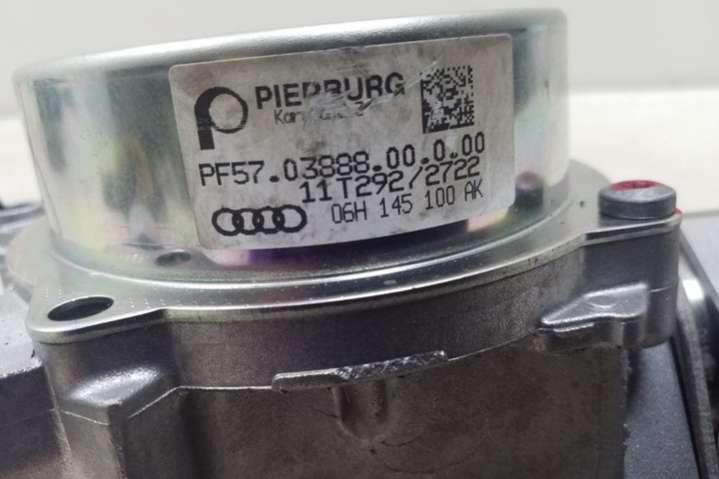 PIERBURG
PF57.03888.00.0.00
11T292/2722
06H 145 100 AK